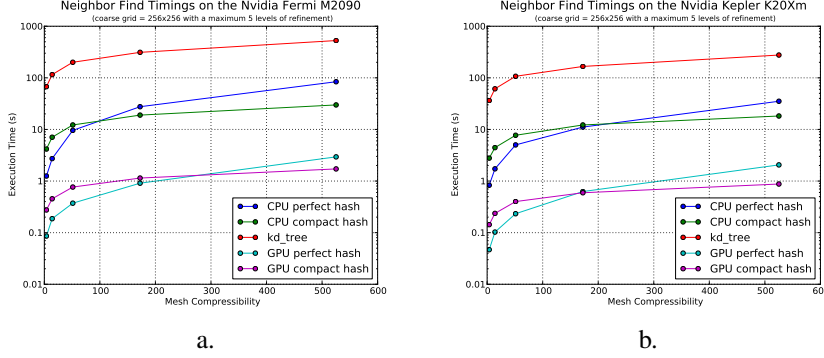 Neighbor Find Timings on the Nvidia Fermi M2090
(coarse grid = 256x256 with a maximum 5 levels of refinement)
1000
100
10
1
0.1
0.01
Execution Time (s)
CPU perfect hash
CPU compact hash
kd_tree
GPU perfect hash
GPU compact hash
0 100 200 300 400 500 600
Mesh Compressibility
a.
Neighbor Find Timings on the Nvidia Kepler K20Xm
(coarse grid = 256x256 with a maximum 5 levels of refinement)
1000
100
10
1
0.1
0.01
Execution Time (s)
CPU perfect hash
CPU compact hash
kd_tree
GPU perfect hash
GPU compact hash
0 100 200 300 400 500 60
Mesh Compressibility
b.